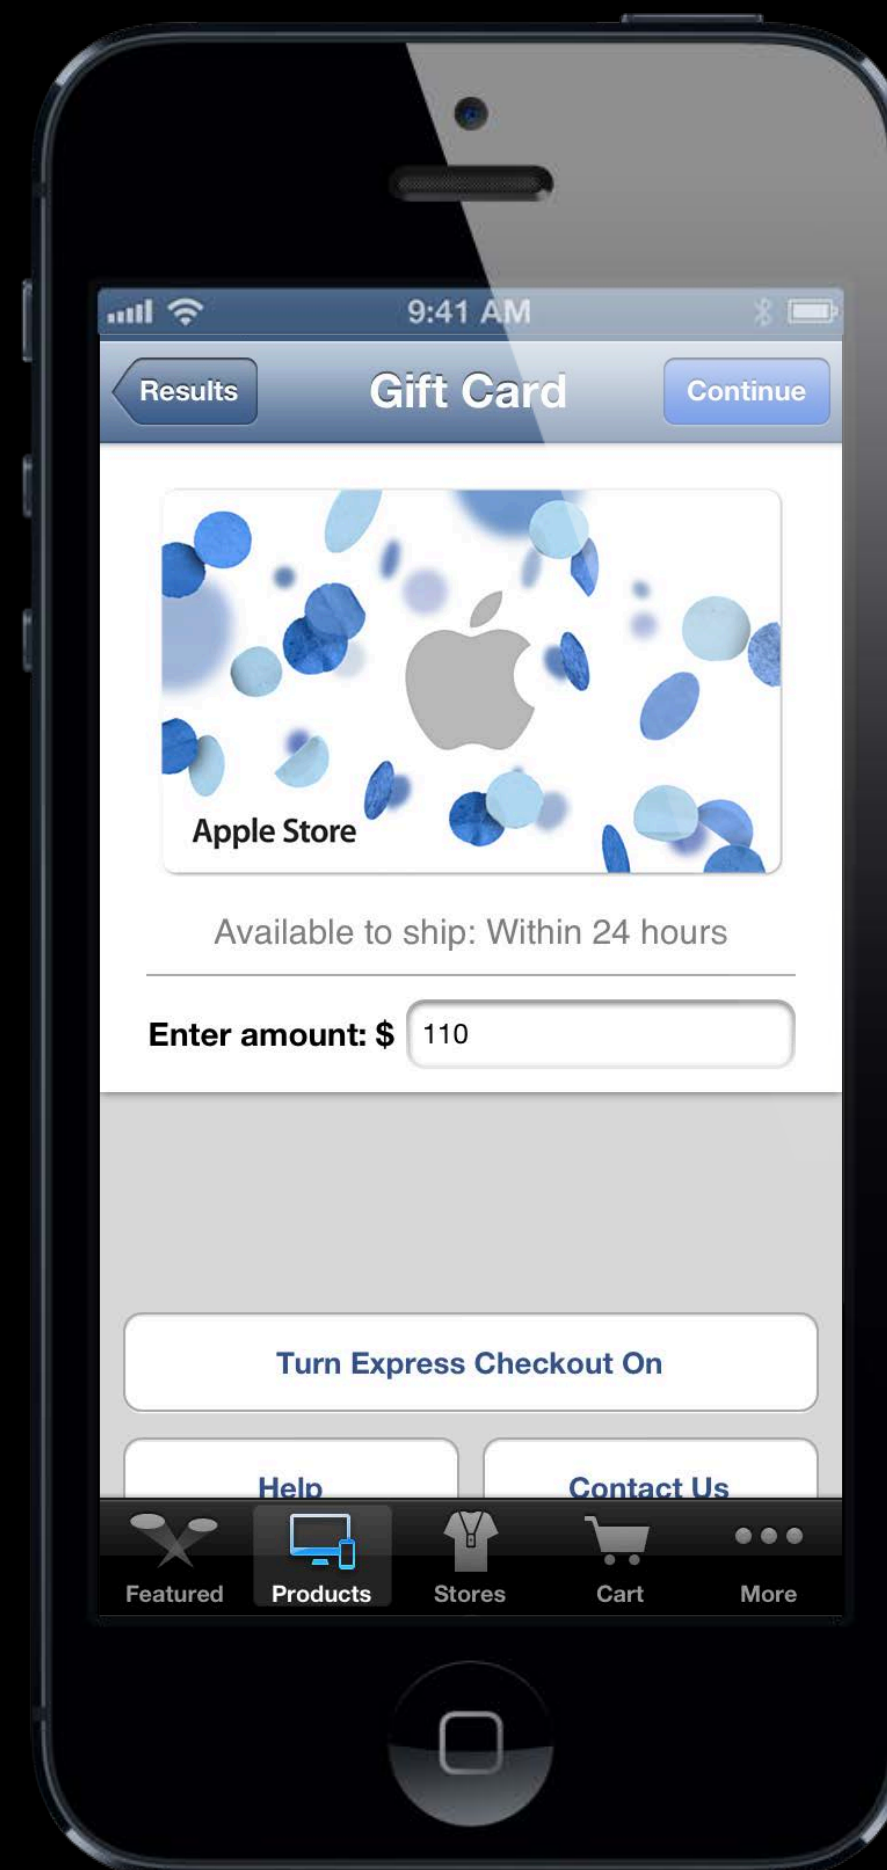 9:41 AM
Results
Gift Card
Continue
Apple Store
Available to ship: Within 24 hours
Enter amount: $ 110
Turn Express Checkout On
Help
Contact Us
Featured
Products
Stores
Cart
More